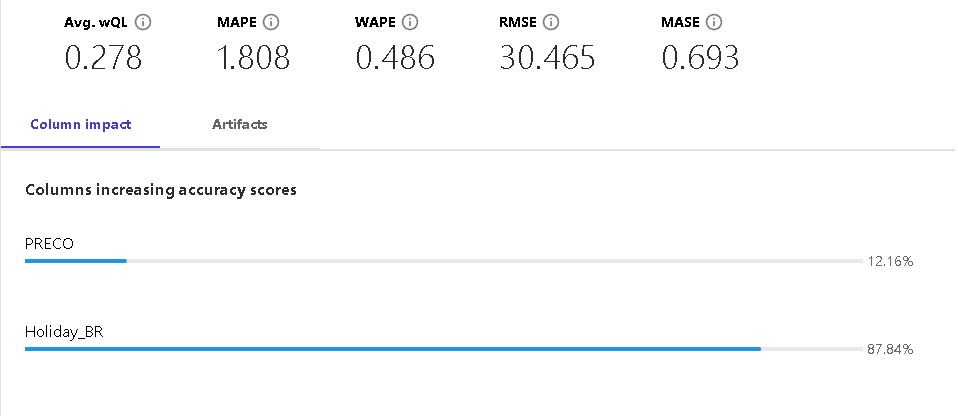 Avg. wQL MAPE WAPE RMSE MASE
0.278 1.808 0.486 30.465 0.693
Column impact Artifacts
Columns increasing accuracy scores
PRECO
12.16%
Holiday_BR
87.84%